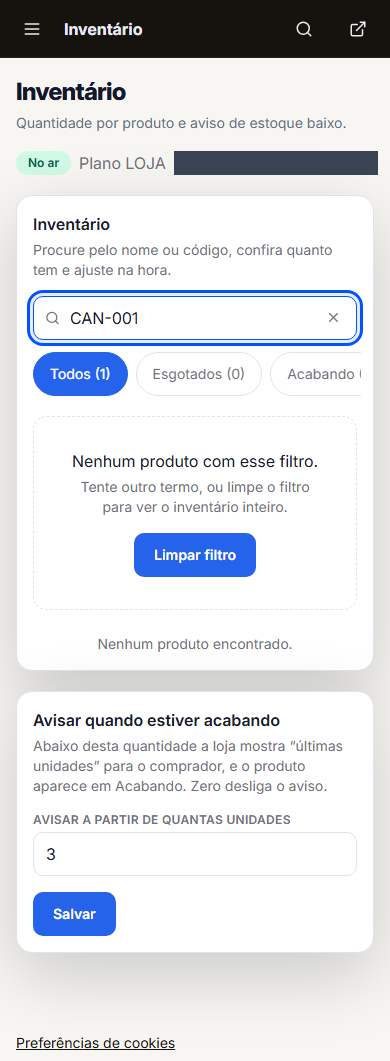 Inventário
Inventário
Quantidade por produto e aviso de estoque baixo.
No ar
Plano LOJA
Inventário
Procure pelo nome ou código, confira quanto
tem e ajuste na hora.
CAN-001
Todos (1)
Esgotados (0)
Acabando (
Nenhum produto com esse filtro.
Tente outro termo, ou limpe o filtro
para ver o inventário inteiro.
Limpar filtro
Nenhum produto encontrado.
Avisar quando estiver acabando
Abaixo desta quantidade a loja mostra "últimas
unidades" para o comprador, e o produto
aparece em Acabando. Zero desliga o aviso.
AVISAR A PARTIR DE QUANTAS UNIDADES
3
Salvar
Preferências de cookies